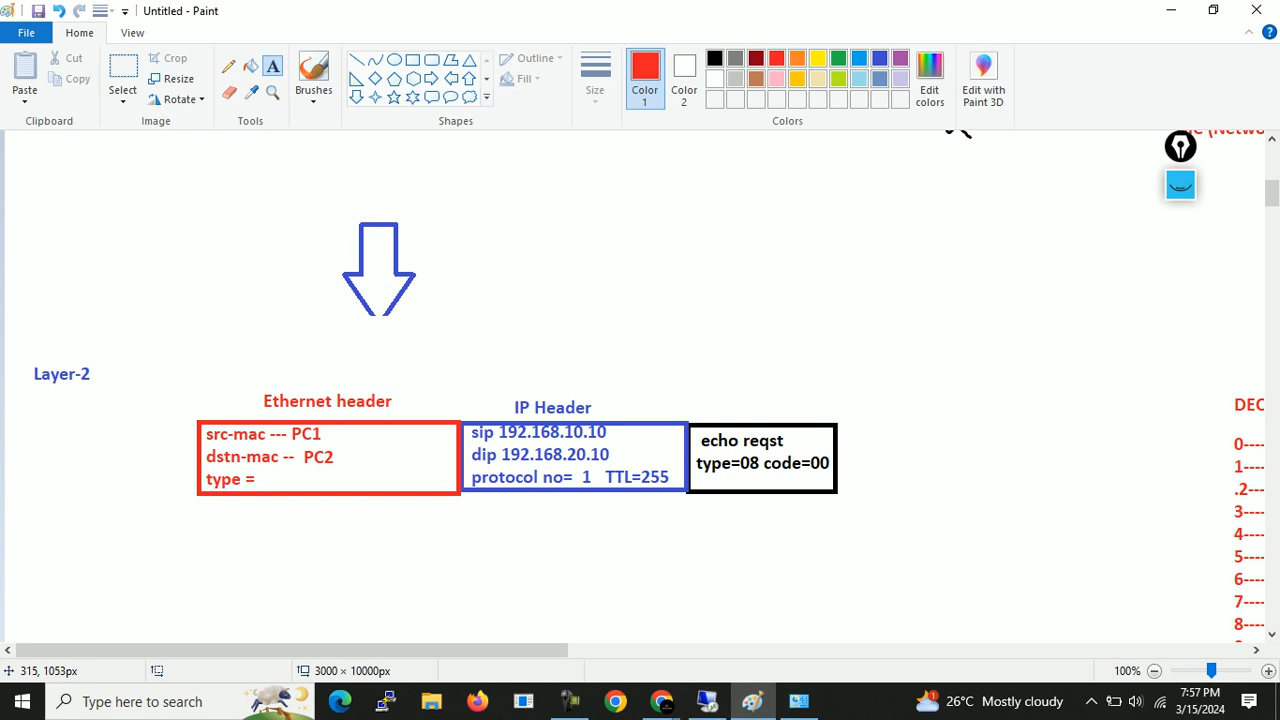 Untitled - Paint
File Home View
Paste
Cut
Copy
Clipboard
Select
Crop
Resize
Rotate
Image
Tools
Brushes
Shapes
Outline
Fill
Size
Color 1
Color 2
Edit colors
Colors
Edit with Paint 3D
Layer-2
Ethernet header
src-mac --- PC1
dstn-mac -- PC2
type =
IP Header
sip 192.168.10.10
dip 192.168.20.10
protocol no= 1 TTL=255
echo reqst
type=08 code=00
DEC
0----
1----
.2---
3----
4----
5----
6----
7----
8----
315, 1053px
3000 × 10000px
100%
Type here to search
26°C Mostly cloudy
7:57 PM
3/15/2024